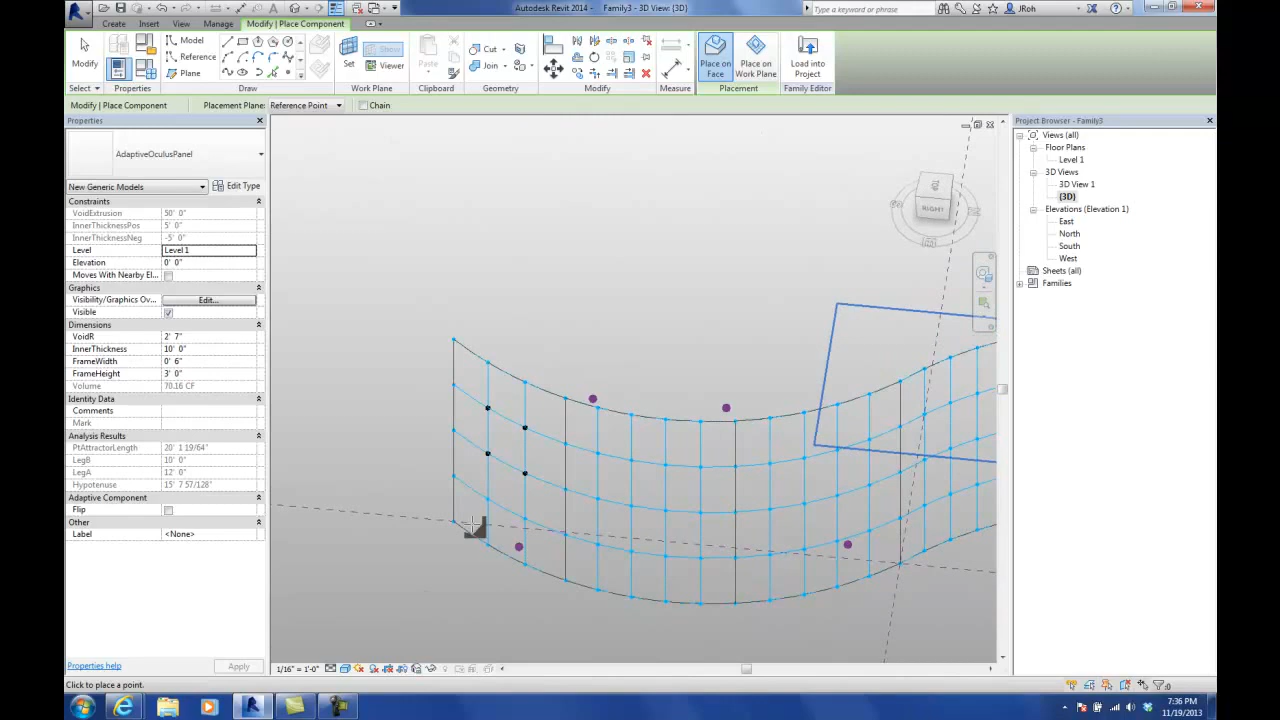 Autodesk Revit 2014 -   Family3 - 3D View: {3D}
Type a keyword or phrase
JRoh
Create
Insert
View
Manage
Modify | Place Component
Modify
Model
Reference
Plane
Set
Show
Viewer
Paste
Cut
Join
Place on
Face
Place on
Work Plane
Load into
Project
Select
Properties
Draw
Work Plane
Clipboard
Geometry
Modify
Measure
Placement
Family Editor
Modify | Place Component
Placement Plane:
Reference Point
Chain
Properties
AdaptiveOculusPanel
New Generic Models
Edit Type
Constraints
VoidExtrusion 50' 0"
InnerThicknessPos 5' 0"
InnerThicknessNeg -5' 0"
Level Level 1
Elevation 0' 0"
Moves With Nearby El...
Graphics
Visibility/Graphics Ov... Edit...
Visible
Dimensions
VoidR 2' 7"
InnerThickness 10' 0"
FrameWidth 0' 6"
FrameHeight 3' 0"
Volume 70.16 CF
Identity Data
Comments
Mark
Analysis Results
PtAttractorLength 20' 1 19/64"
LegB 10' 0"
LegA 12' 0"
Hypotenuse 15' 7 57/128"
Adaptive Component
Flip
Other
Label <None>
Properties help
Apply
RIGHT
1/16" = 1'-0"
Project Browser - Family3
Views (all)
Floor Plans
Level 1
3D Views
3D View 1
{3D}
Elevations (Elevation 1)
East
North
South
West
Sheets (all)
Families
Click to place a point.
:0
7:36 PM
11/19/2013